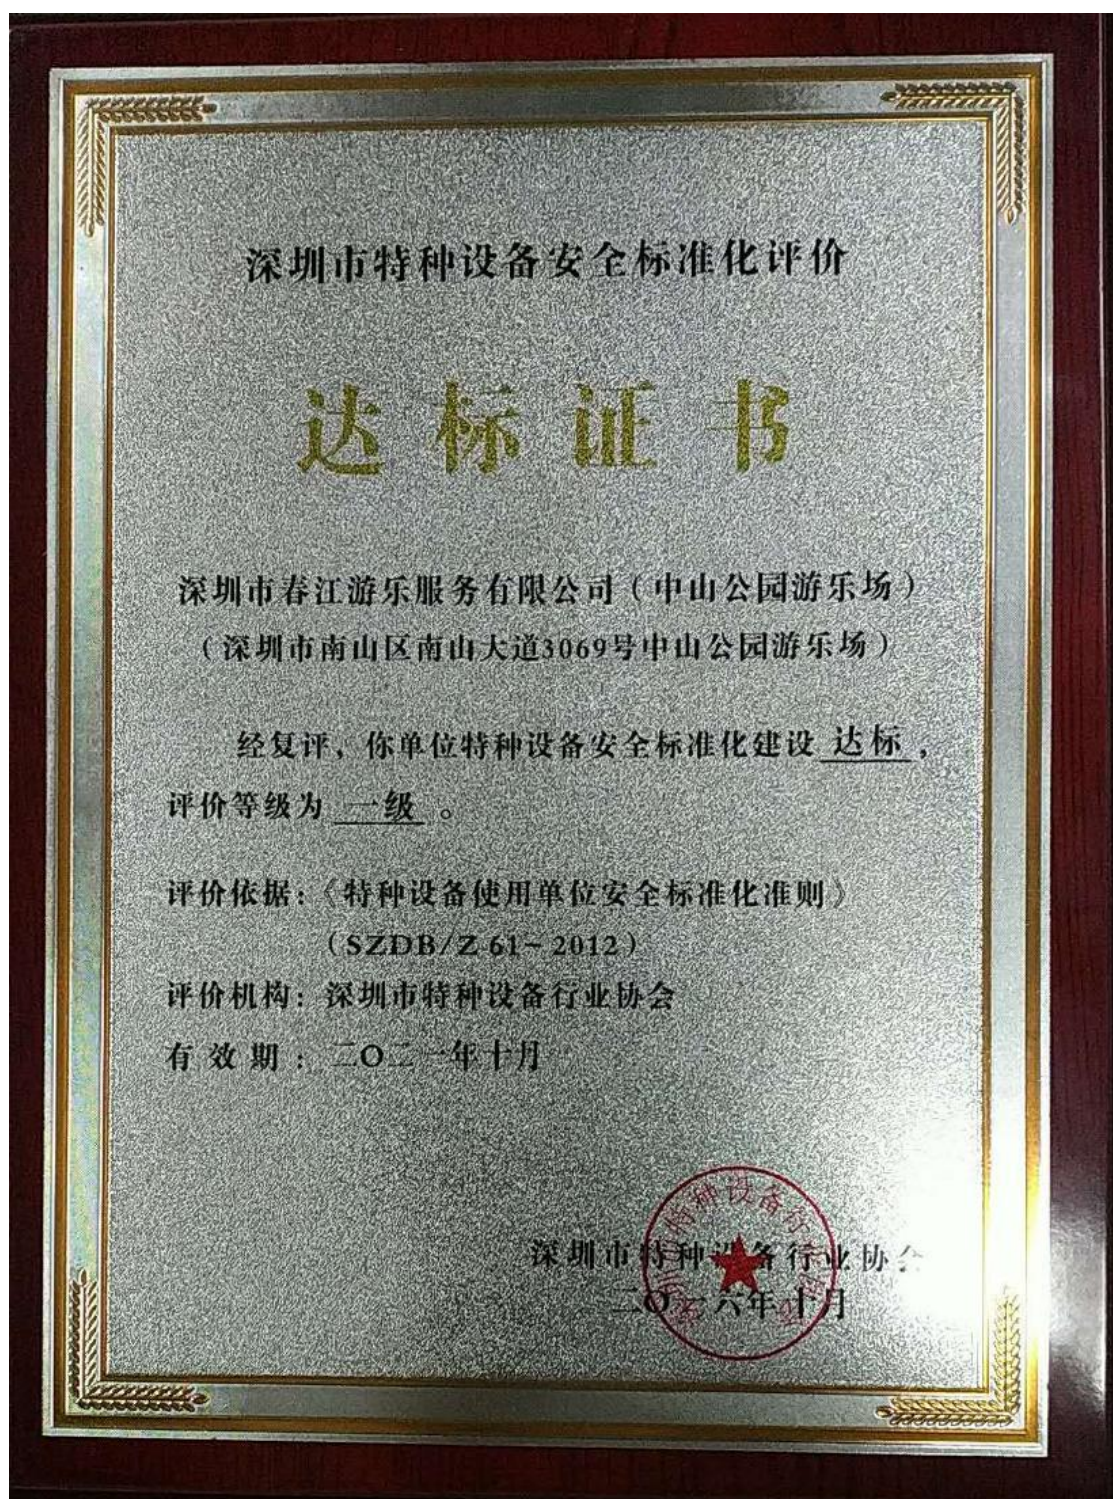 深圳市特种设备安全标准化评价
达标证书
深圳市春江游乐服务有限公司（中山公园游乐场）
（深圳市南山区南山大道3069号中山公园游乐场）
经复评，你单位特种设备安全标准化建设 达标，
评价等级为 一级 。
评价依据：《特种设备使用单位安全标准化准则》
（SZDB/Z 61－2012）
评价机构：深圳市特种设备行业协会
有效期：二〇二一年十月
深圳市特种设备行业协会
二〇一六年十月